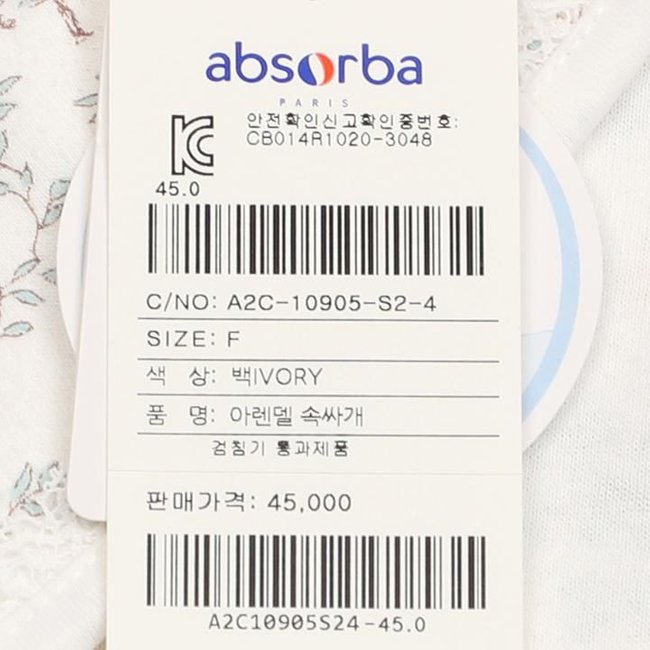 absorba
PARIS
안전확인신고확인증번호:
CB014R1020-3048
45.0
C/NO: A2C-10905-S2-4
SIZE: F
색 상: 백IVORY
품 명: 아렌델 속싸개
검침기 통과제품
판매가격: 45,000
A2C10905S24-45.0